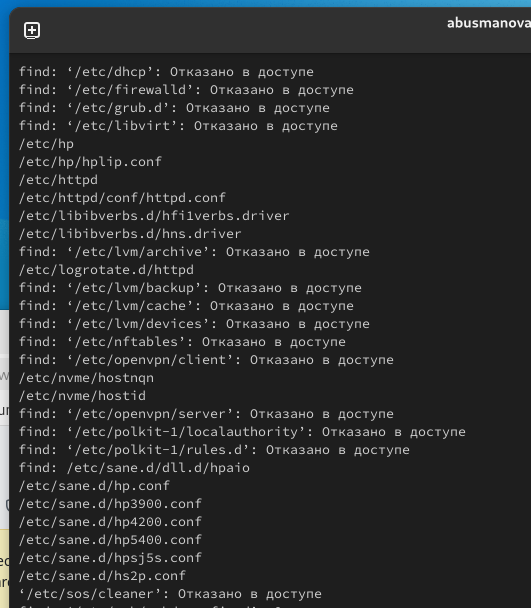 abusmanova
find: ‘/etc/dhcp’: Отказано в доступе
find: ‘/etc/firewalld’: Отказано в доступе
find: ‘/etc/grub.d’: Отказано в доступе
find: ‘/etc/libvirt’: Отказано в доступе
/etc/hp
/etc/hp/hplip.conf
/etc/httpd
/etc/httpd/conf/httpd.conf
/etc/libibverbs.d/hfi1verbs.driver
/etc/libibverbs.d/hns.driver
find: ‘/etc/lvm/archive’: Отказано в доступе
/etc/logrotate.d/httpd
find: ‘/etc/lvm/backup’: Отказано в доступе
find: ‘/etc/lvm/cache’: Отказано в доступе
find: ‘/etc/lvm/devices’: Отказано в доступе
find: ‘/etc/nftables’: Отказано в доступе
find: ‘/etc/openvpn/client’: Отказано в доступе
/etc/nvme/hostnqn
/etc/nvme/hostid
find: ‘/etc/openvpn/server’: Отказано в доступе
find: ‘/etc/polkit-1/localauthority’: Отказано в доступе
find: ‘/etc/polkit-1/rules.d’: Отказано в доступе
find: /etc/sane.d/dll.d/hpaio
/etc/sane.d/hp.conf
/etc/sane.d/hp3900.conf
/etc/sane.d/hp4200.conf
/etc/sane.d/hp5400.conf
/etc/sane.d/hpsj5s.conf
/etc/sane.d/hs2p.conf
‘/etc/sos/cleaner’: Отказано в доступе